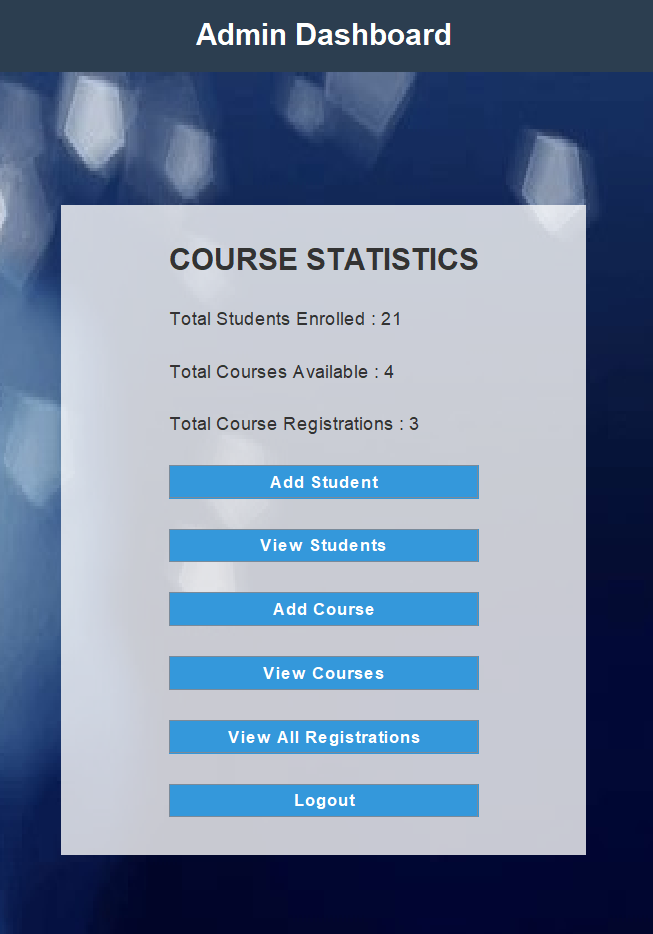 Admin Dashboard
COURSE STATISTICS
Total Students Enrolled : 21
Total Courses Available : 4
Total Course Registrations : 3
Add Student
View Students
Add Course
View Courses
View All Registrations
Logout